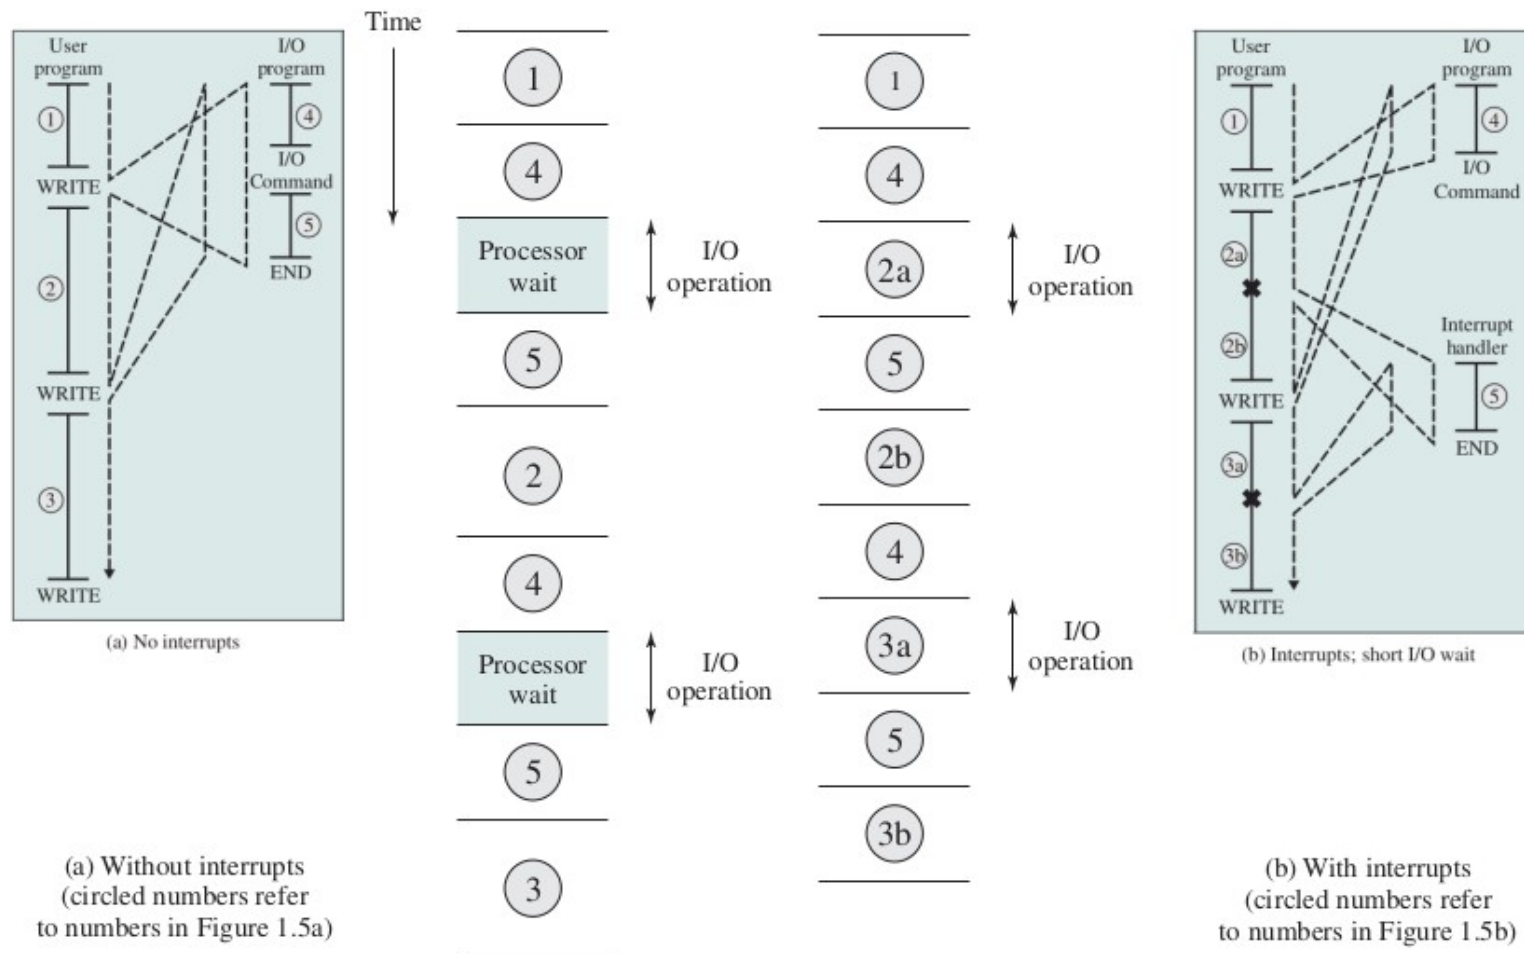 User
program
I/O
program
1
4
I/O
Command
WRITE
5
END
2
WRITE
3
WRITE
(a) No interrupts
(a) Without interrupts
(circled numbers refer
to numbers in Figure 1.5a)
Time
1
4
Processor
wait
I/O
operation
5
2
4
Processor
wait
I/O
operation
5
3
1
4
2a
I/O
operation
5
2b
4
3a
I/O
operation
5
3b
User
program
I/O
program
1
4
I/O
Command
WRITE
2a
2b
Interrupt
handler
WRITE
5
END
3a
3b
WRITE
(b) Interrupts; short I/O wait
(b) With interrupts
(circled numbers refer
to numbers in Figure 1.5b)